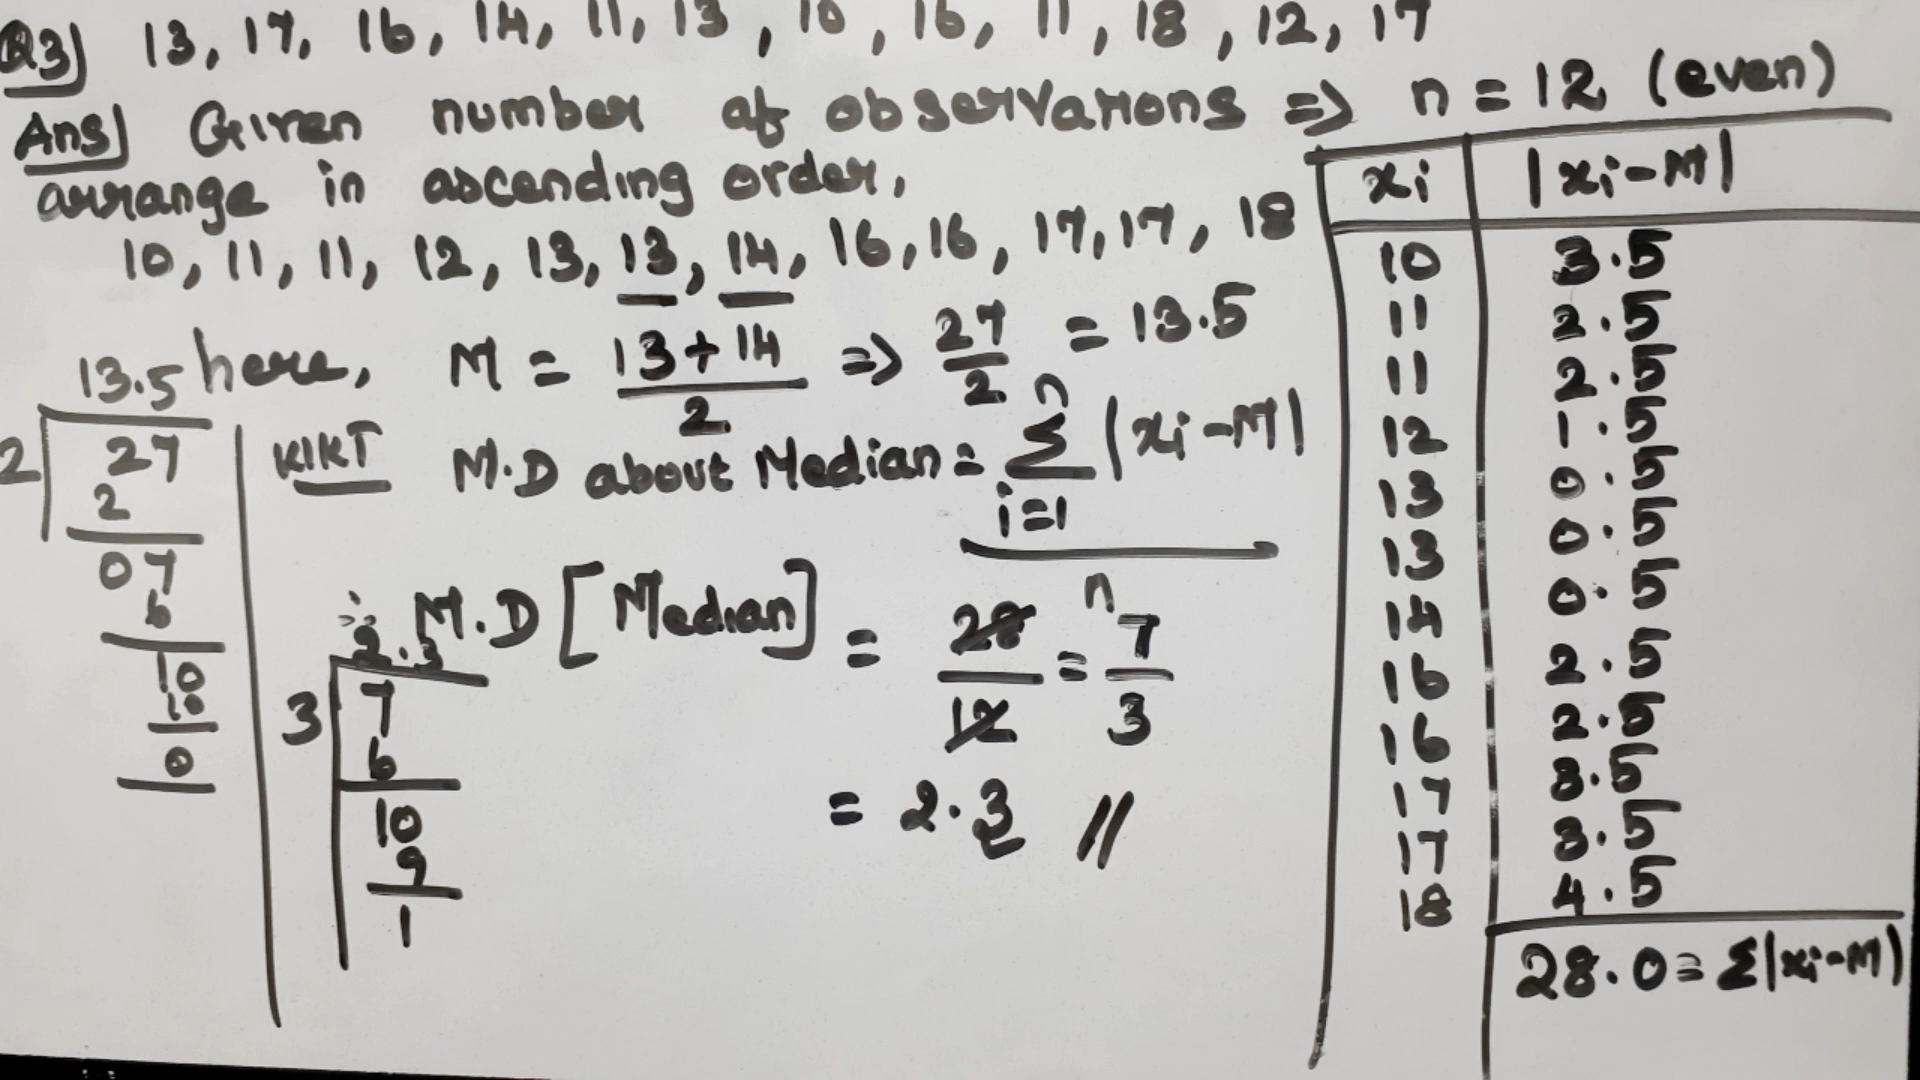 Q3) 13, 17, 16, 14, 11, 13, 10, 16, 11, 18, 12, 17
Ans) Given number of observations => n = 12 (even)
arrange in ascending order,
10, 11, 11, 12, 13, 13, 14, 16, 16, 17, 17, 18
here, M = 13+14/2 => 27/2 = 13.5
13.5
2 27
2
07
6
10
10
0
KIKT M.D about Median = Σ i=1 n |xi-M| / n
∴ M.D [Median] = 28/12 = 7/3
= 2.3 //
2.3
3 7
6
10
9
1
xi |xi-M|
10 3.5
11 2.5
11 2.5
12 1.5
13 0.5
13 0.5
14 0.5
16 2.5
16 2.5
17 3.5
17 3.5
18 4.5
28.0 = Σ|xi-M|